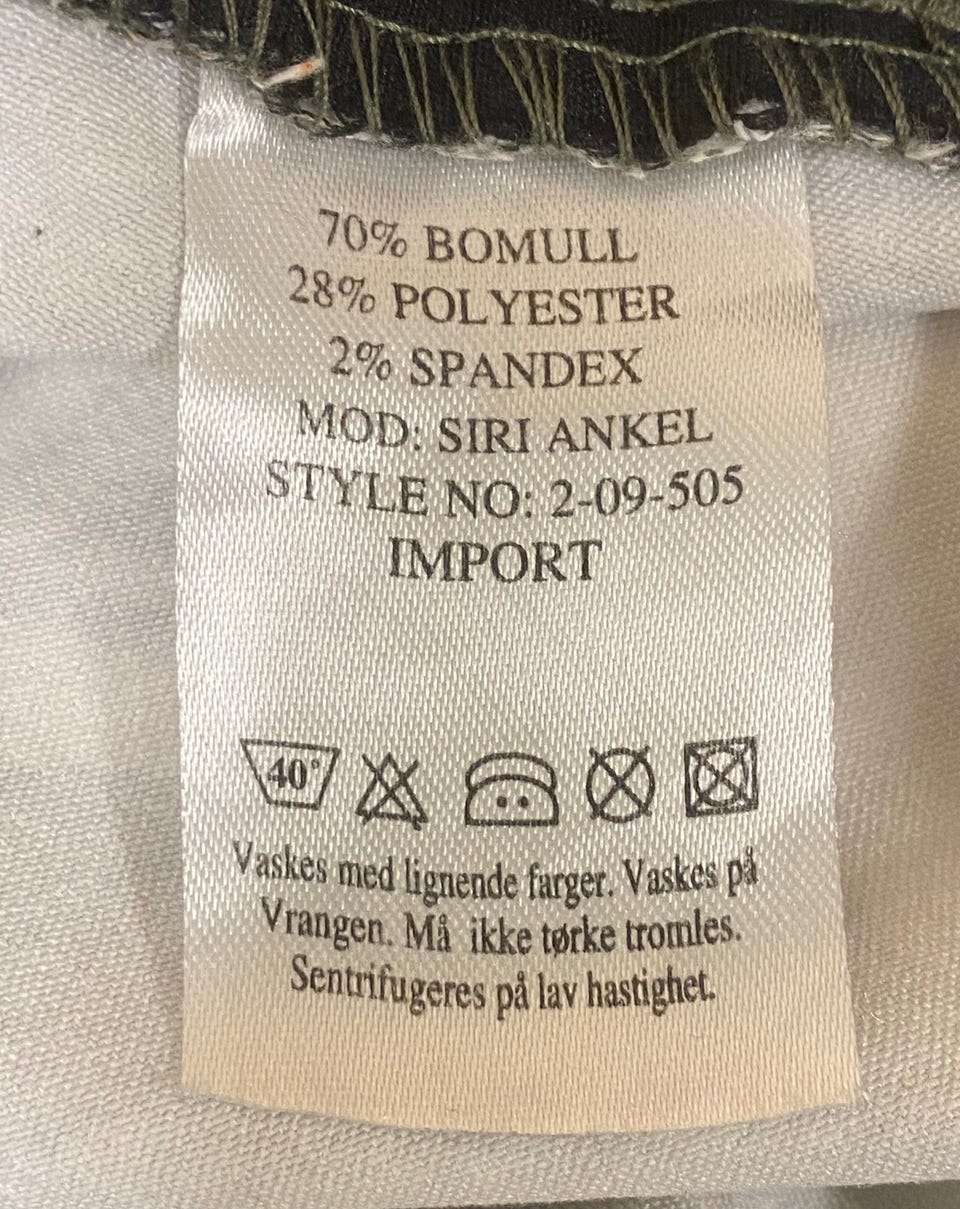 70% BOMULL
28% POLYESTER
2% SPANDEX
MOD: SIRI ANKEL
STYLE NO: 2-09-505
IMPORT
40°
Vaskes med lignende farger. Vaskes på
Vrangen. Må ikke tørke tromles.
Sentrifugeres på lav hastighet.